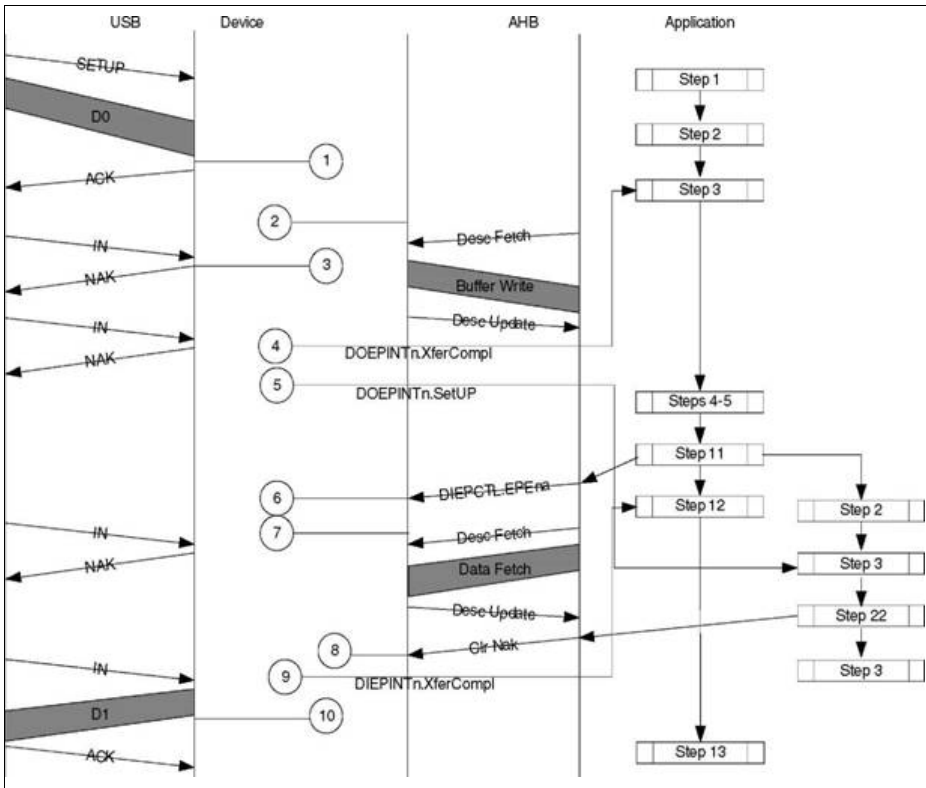 USB Device AHB Application
SETUP
Step 1
D0
Step 2
1
ACK
Step 3
2
Desc Fetch
IN
3
NAK
Buffer Write
IN
Desc Update
4
DOEPINTn.XferCompl
NAK
5
DOEPINTn.SetUP
Steps 4-5
Step 11
DIEPCTL.EPEna
6
Step 12
Step 2
IN
7
Desc Fetch
NAK
Data Fetch
Step 3
Desc Update
Step 22
Clr Nak
8
IN
9
DIEPINTn.XferCompl
Step 3
D1
10
ACK
Step 13